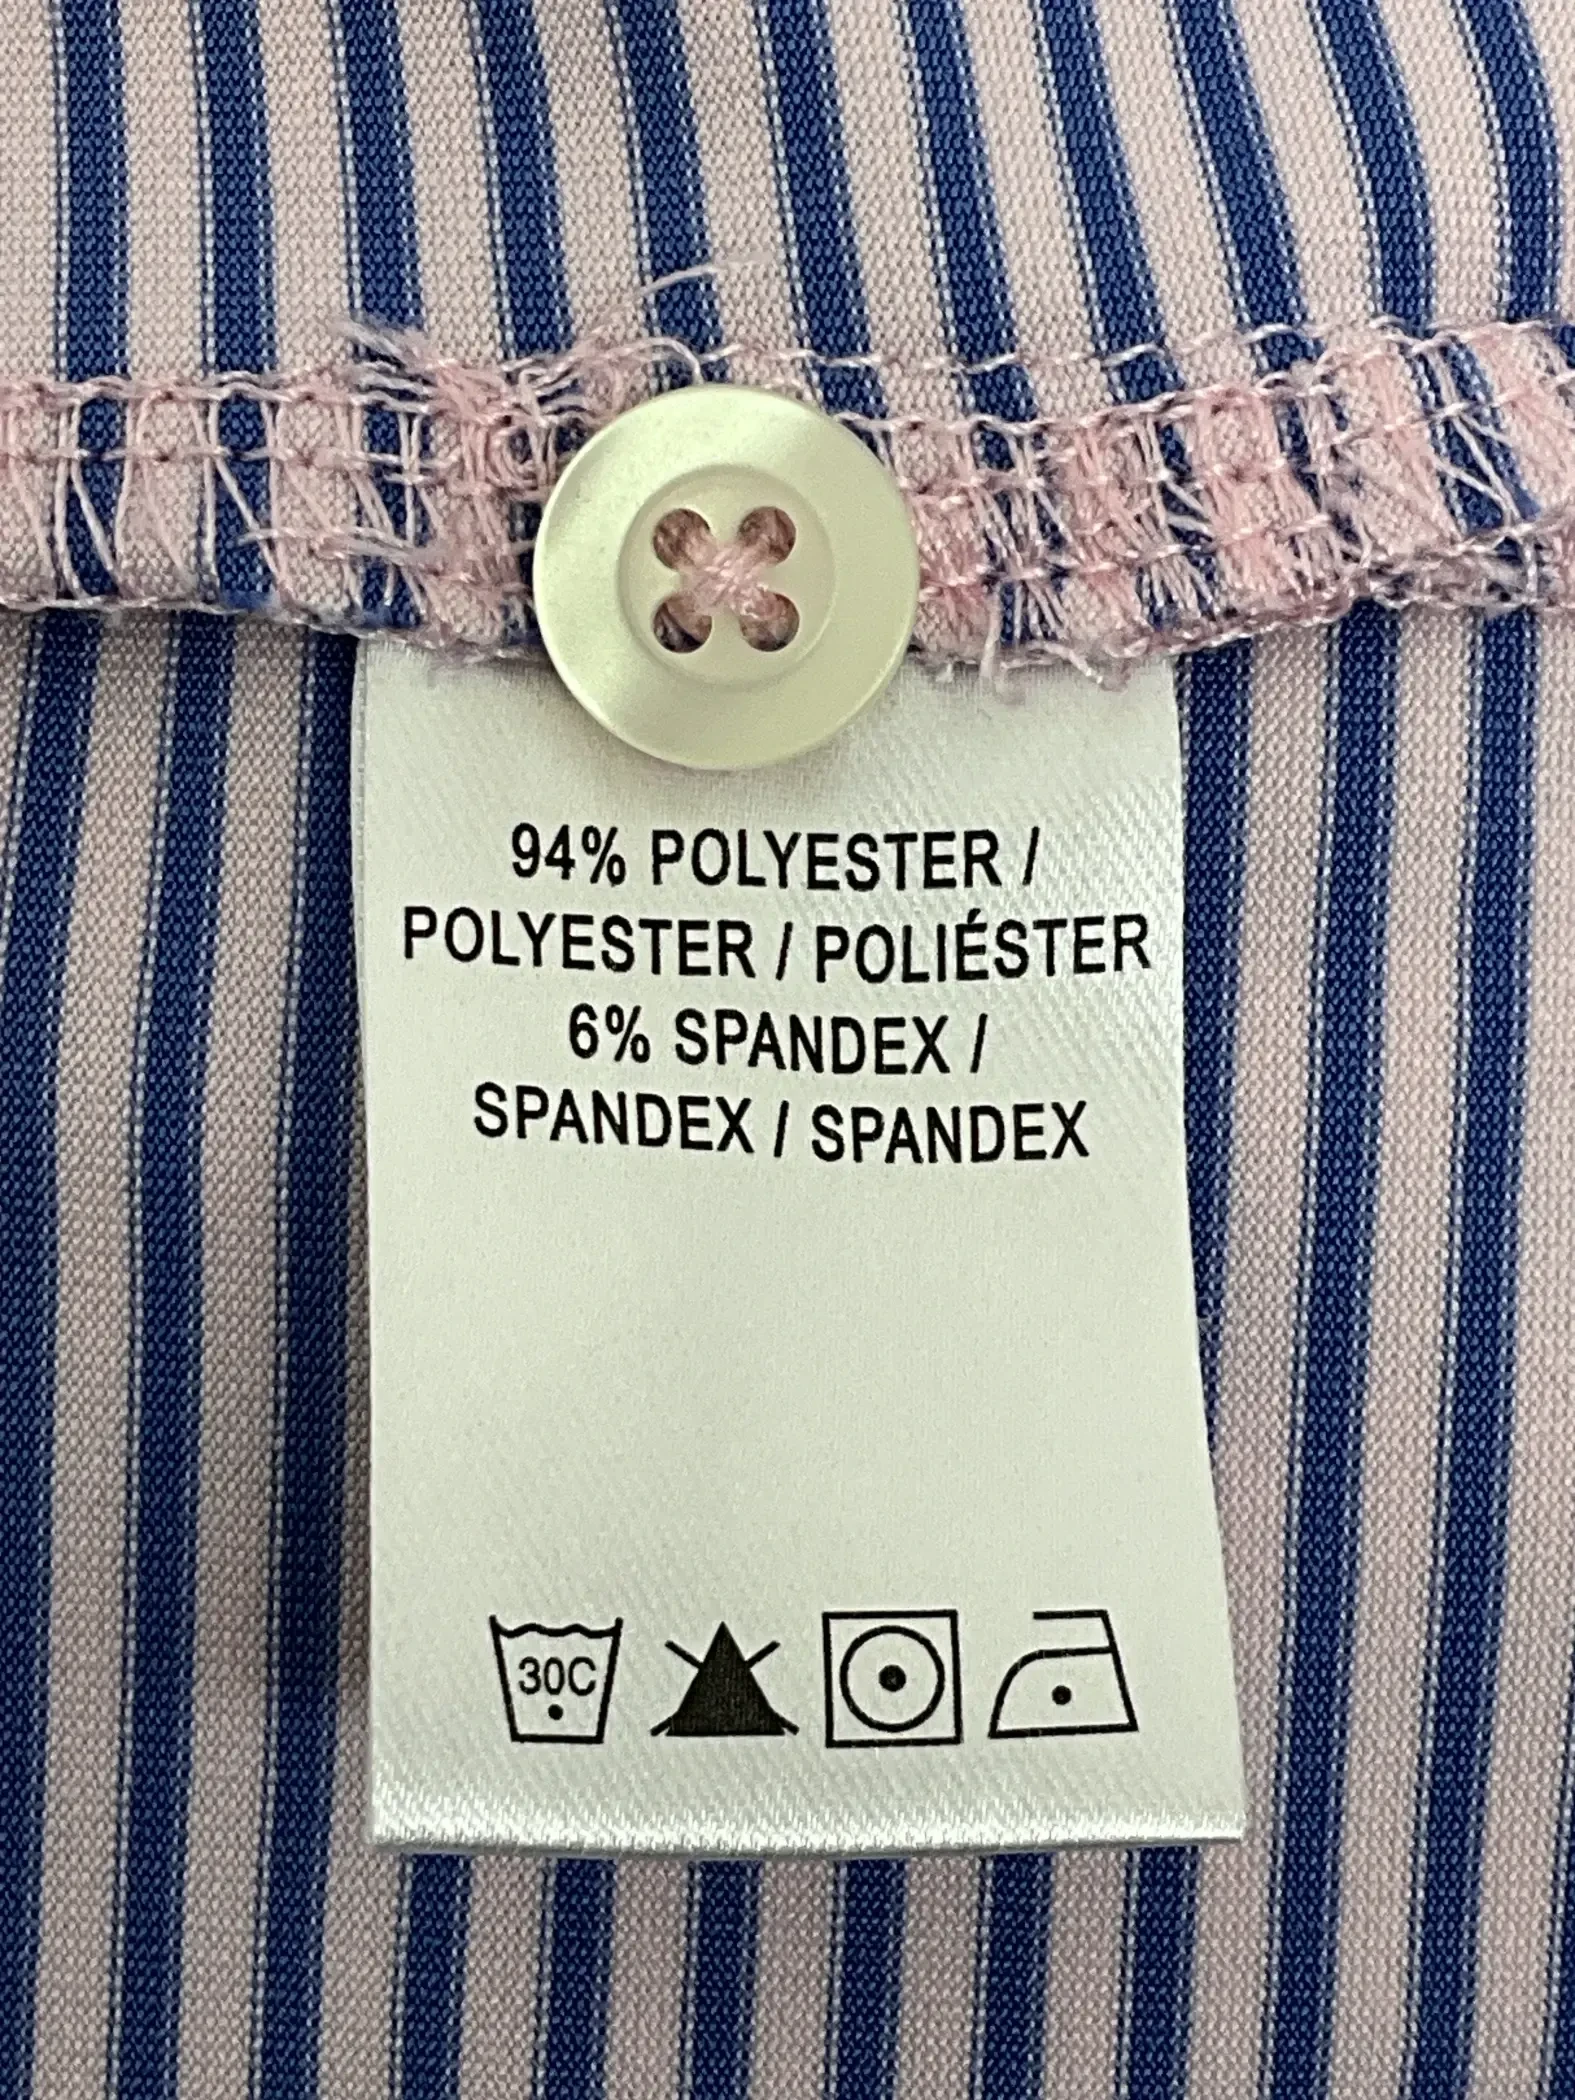 94% POLYESTER /
POLYESTER / POLIÉSTER
6% SPANDEX /
SPANDEX / SPANDEX
30C